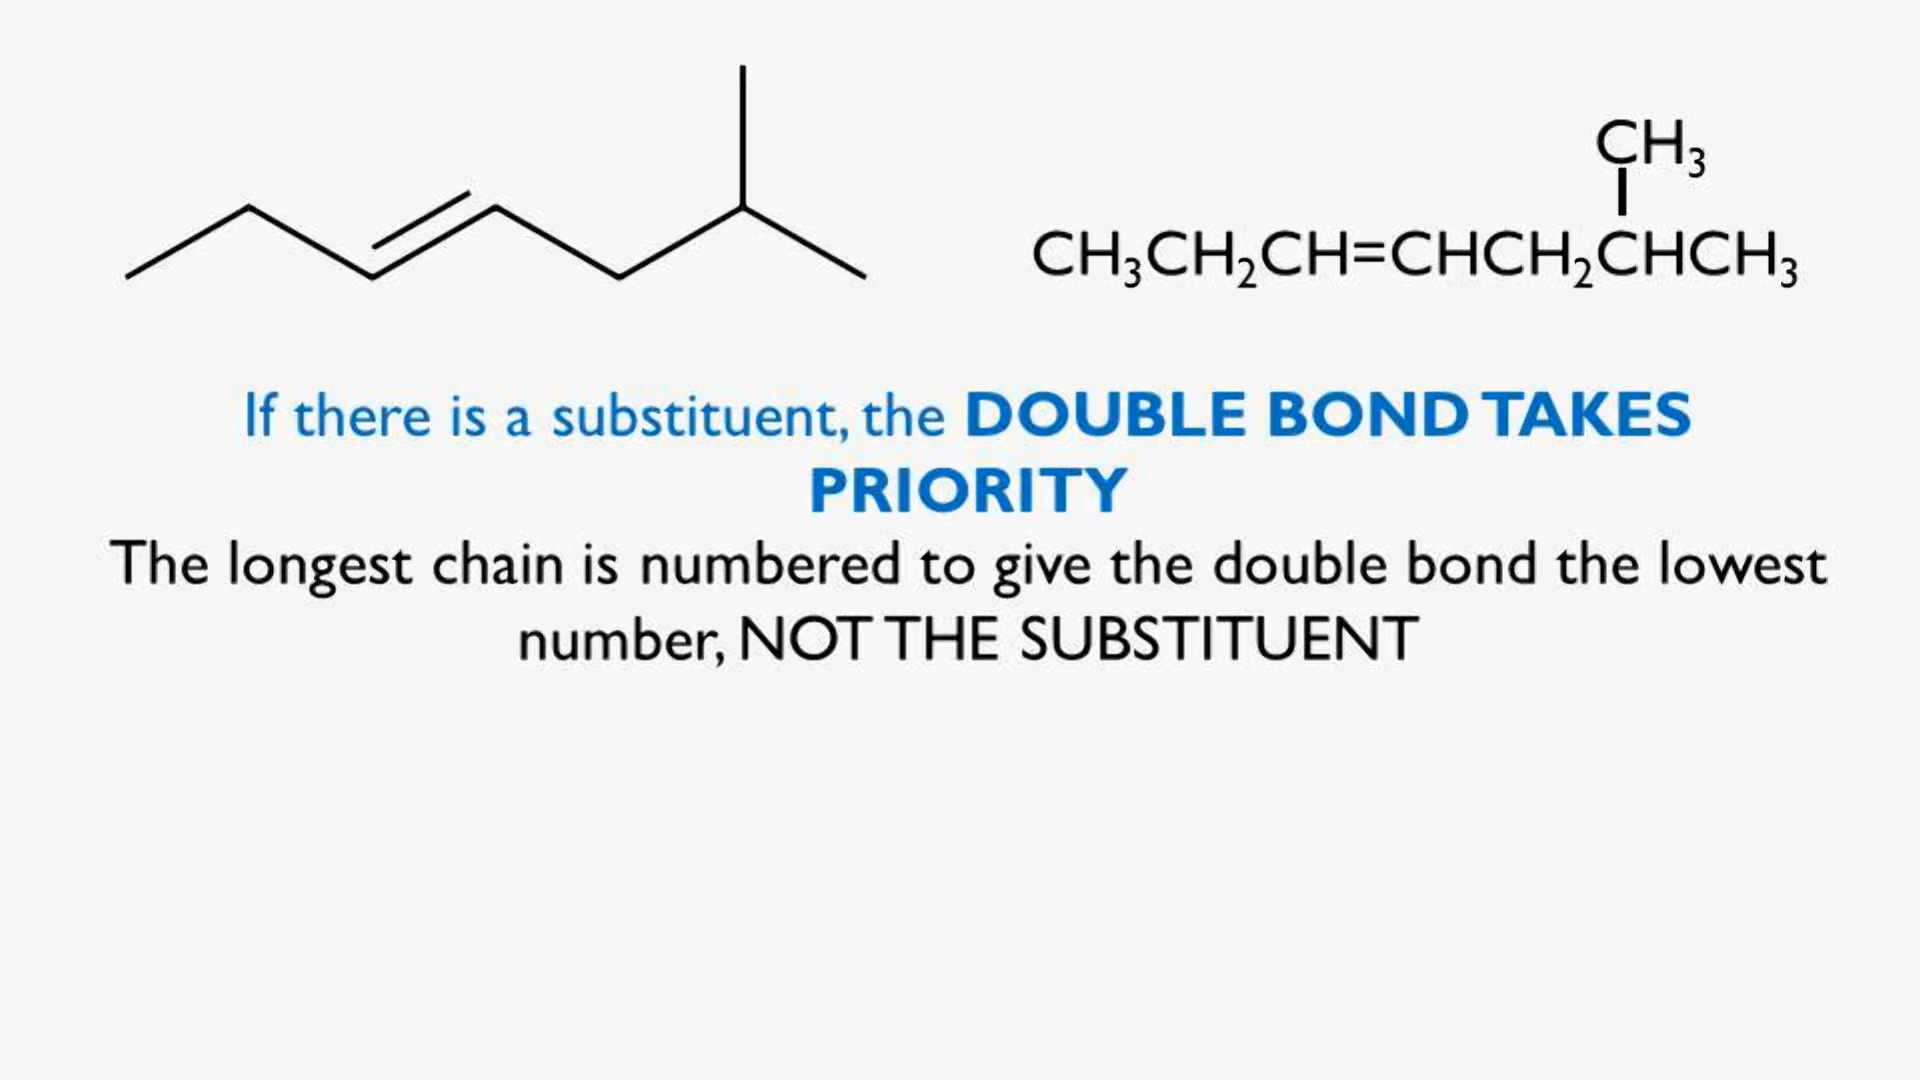 CH₃
CH₃CH₂CH=CHCH₂CHCH₃
If there is a substituent, the DOUBLE BOND TAKES
PRIORITY
The longest chain is numbered to give the double bond the lowest
number, NOT THE SUBSTITUENT